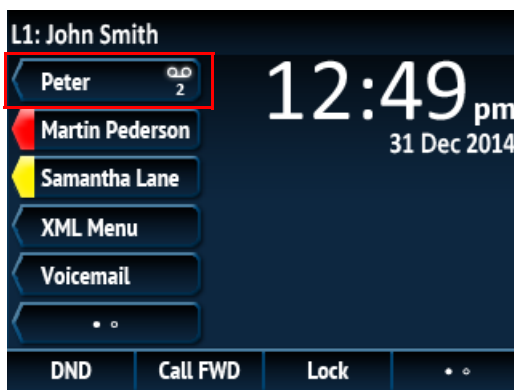 L1: John Smith
Peter 2
12:49 pm
31 Dec 2014
Martin Pederson
Samantha Lane
XML Menu
Voicemail
DND Call FWD Lock